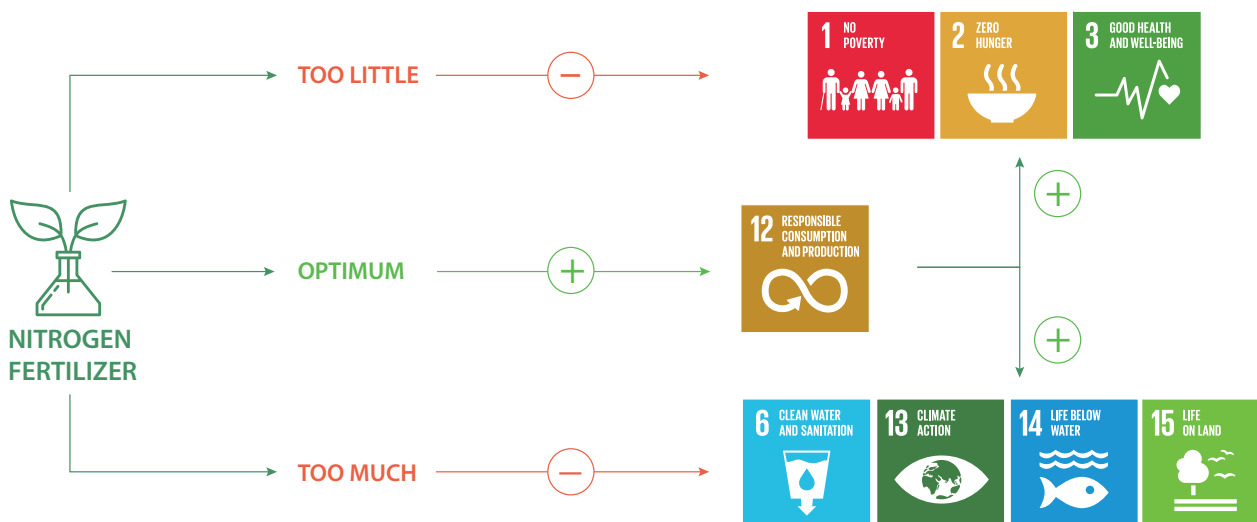 1 NO
POVERTY
2 ZERO
HUNGER
3 GOOD HEALTH
AND WELL-BEING
TOO LITTLE
12 RESPONSIBLE
CONSUMPTION
AND PRODUCTION
OPTIMUM
NITROGEN
FERTILIZER
6 CLEAN WATER
AND SANITATION
13 CLIMATE
ACTION
14 LIFE BELOW
WATER
15 LIFE
ON LAND
TOO MUCH